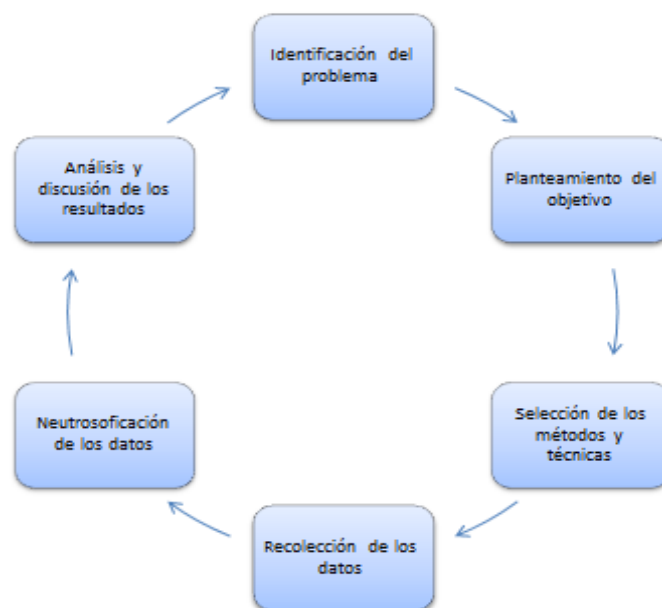 Identificación del
problema
Planteamiento del
objetivo
Selección de los
métodos y
técnicas
Recolección de los
datos
Neutrosoficación
de los datos
Análisis y
discusión de los
resultados